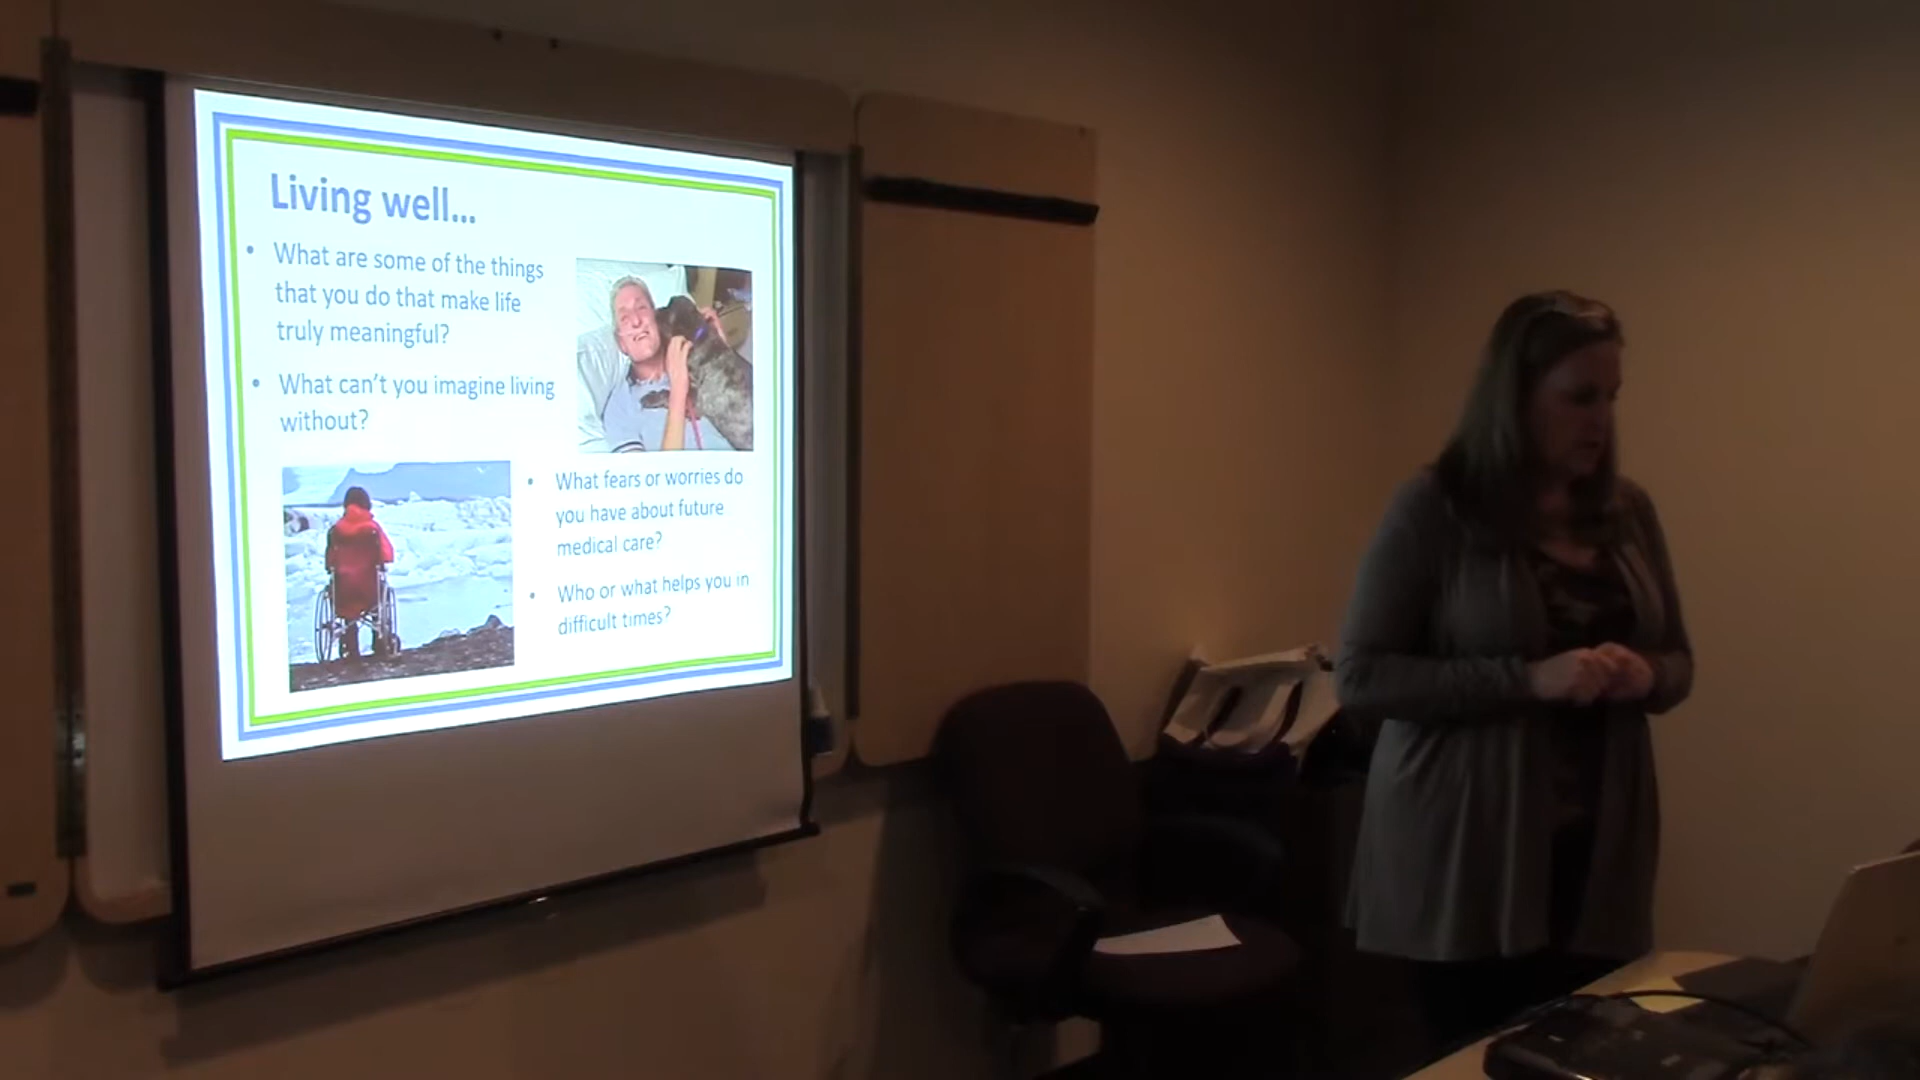 Living well...
• What are some of the things
that you do that make life
truly meaningful?
• What can't you imagine living
without?
• What fears or worries do
you have about future
medical care?
• Who or what helps you in
difficult times?